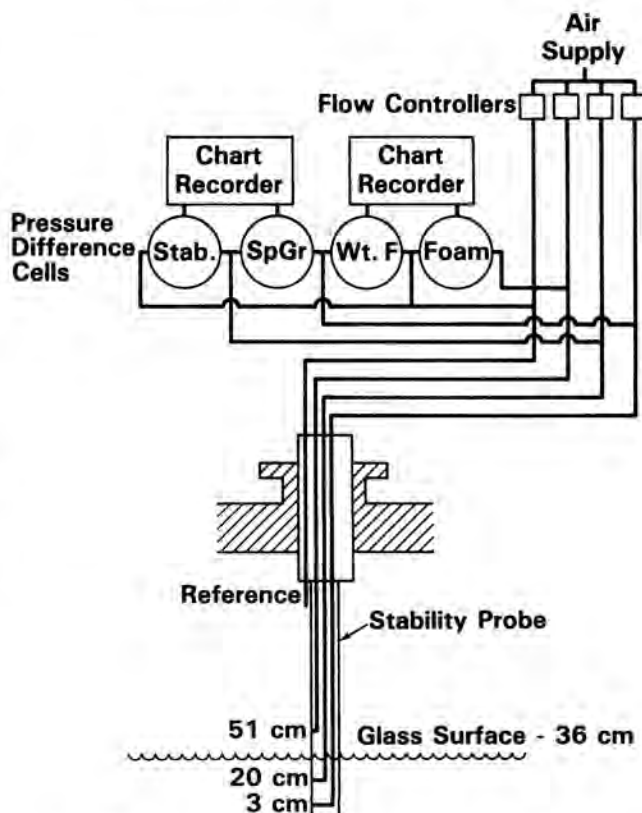 Air
Supply
Flow Controllers
Chart
Recorder
Chart
Recorder
Pressure
Difference
Cells
Stab.
SpGr
Wt. F
Foam
Reference
Stability Probe
51 cm
Glass Surface - 36 cm
20 cm
3 cm